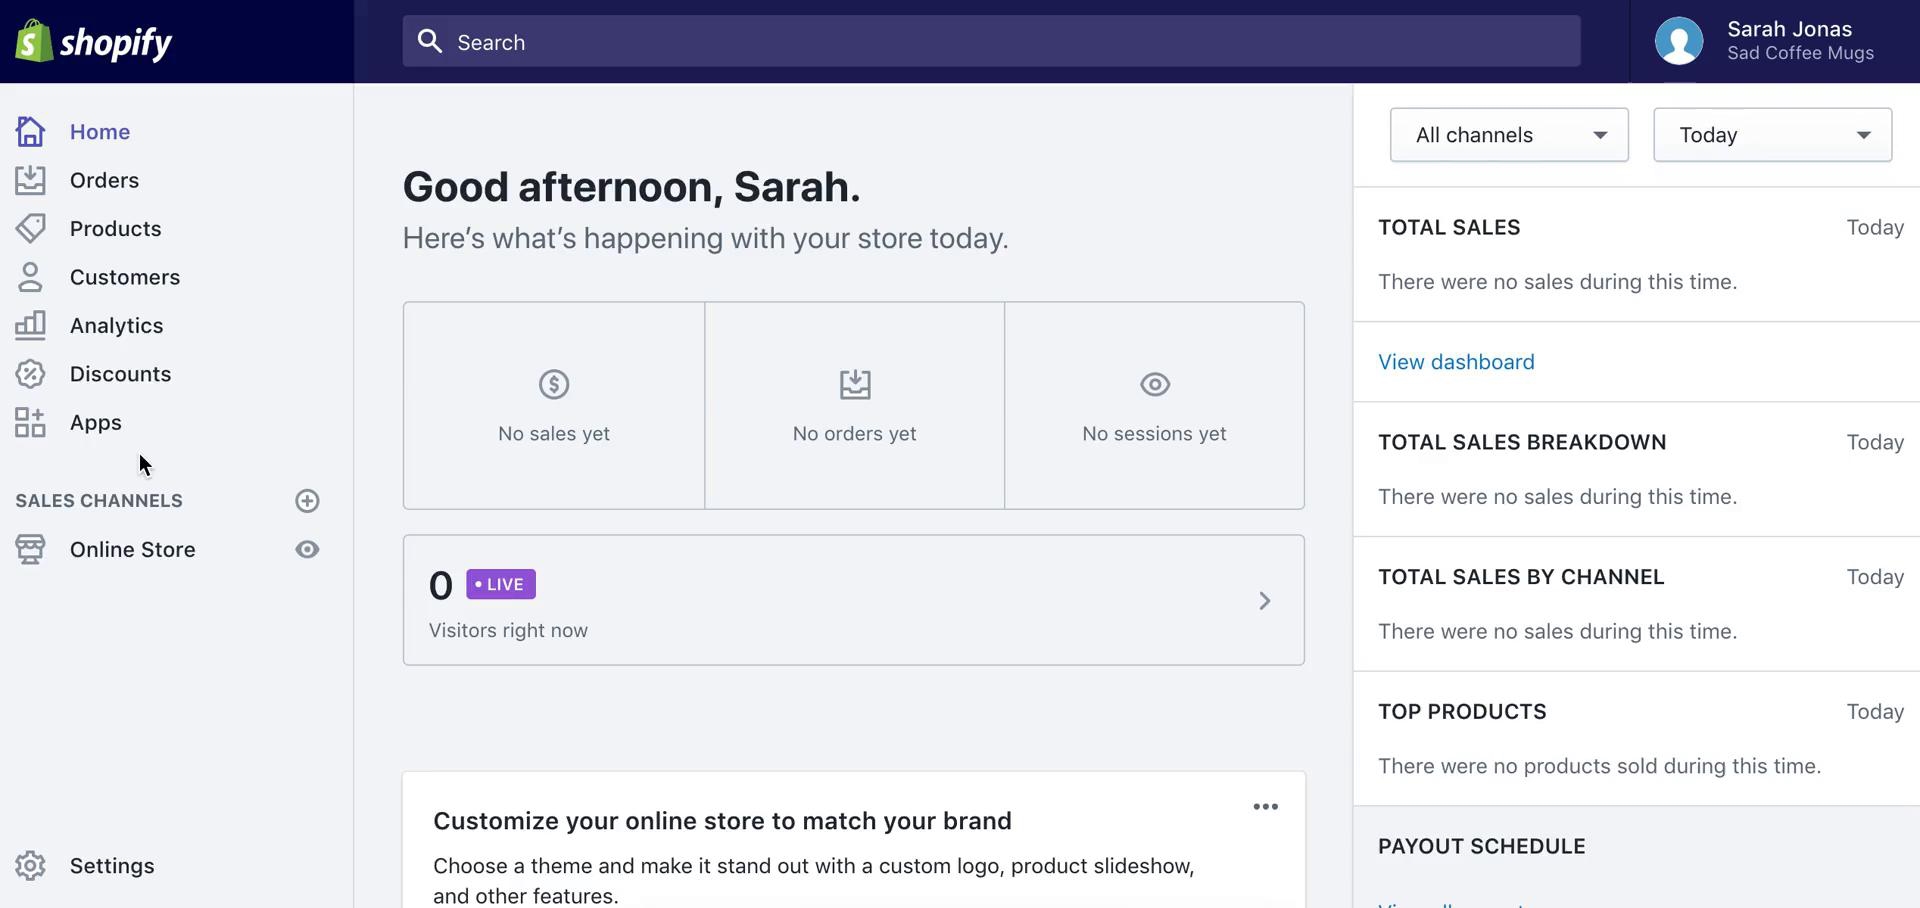 shopify
Search
Sarah Jonas
Sad Coffee Mugs
Home
Orders
Products
Customers
Analytics
Discounts
Apps
SALES CHANNELS
Online Store
Settings
Good afternoon, Sarah.
Here’s what’s happening with your store today.
No sales yet
No orders yet
No sessions yet
0 • LIVE
Visitors right now
Customize your online store to match your brand
Choose a theme and make it stand out with a custom logo, product slideshow,
and other features.
All channels
Today
TOTAL SALES Today
There were no sales during this time.
View dashboard
TOTAL SALES BREAKDOWN Today
There were no sales during this time.
TOTAL SALES BY CHANNEL Today
There were no sales during this time.
TOP PRODUCTS Today
There were no products sold during this time.
PAYOUT SCHEDULE